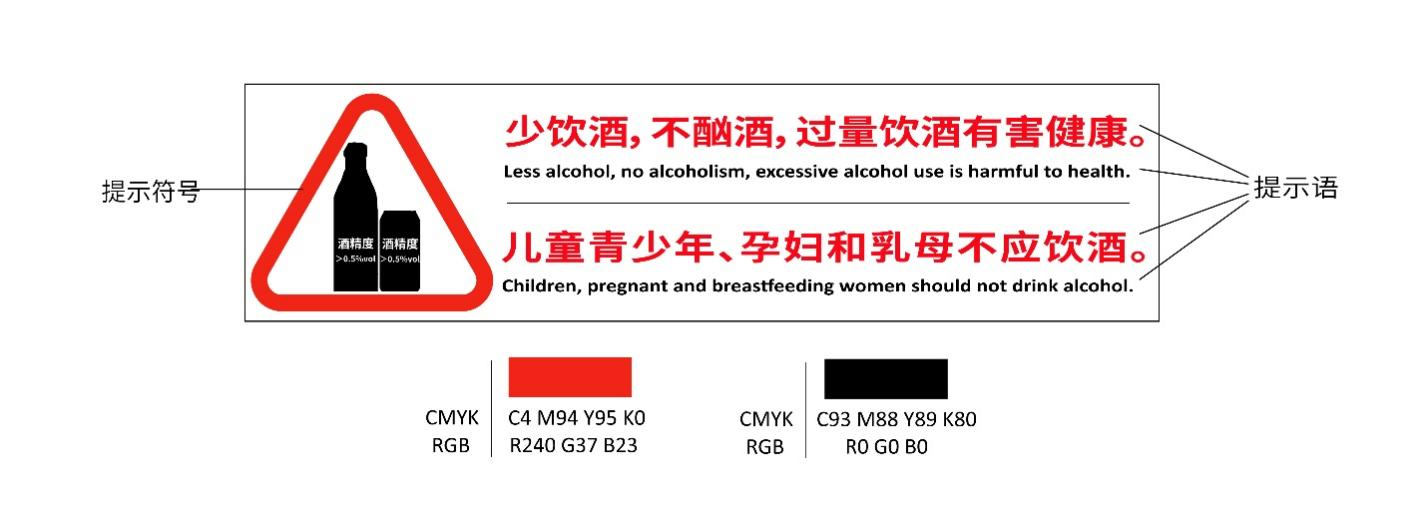 少饮酒，不酗酒，过量饮酒有害健康。
Less alcohol, no alcoholism, excessive alcohol use is harmful to health.
提示符号
提示语
酒精度 酒精度
>0.5%vol >0.5%vol
儿童青少年、孕妇和乳母不应饮酒。
Children, pregnant and breastfeeding women should not drink alcohol.
CMYK C4 M94 Y95 K0
RGB R240 G37 B23
CMYK C93 M88 Y89 K80
RGB R0 G0 B0